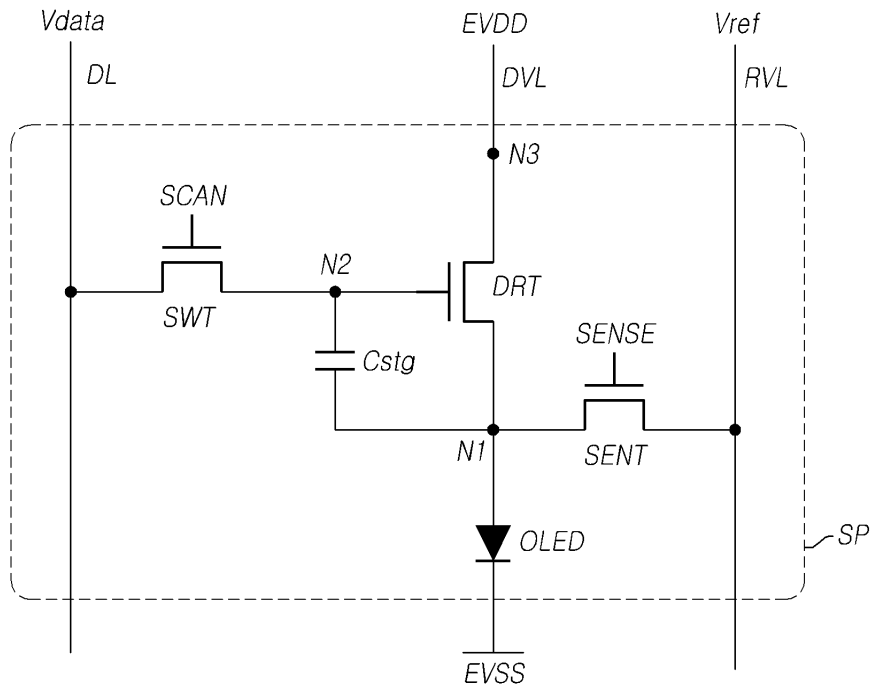 Vdata
EVDD
Vref
DL
DVL
RVL
N3
SCAN
N2
DRT
SWT
SENSE
Cstg
N1
SENT
OLED
SP
EVSS